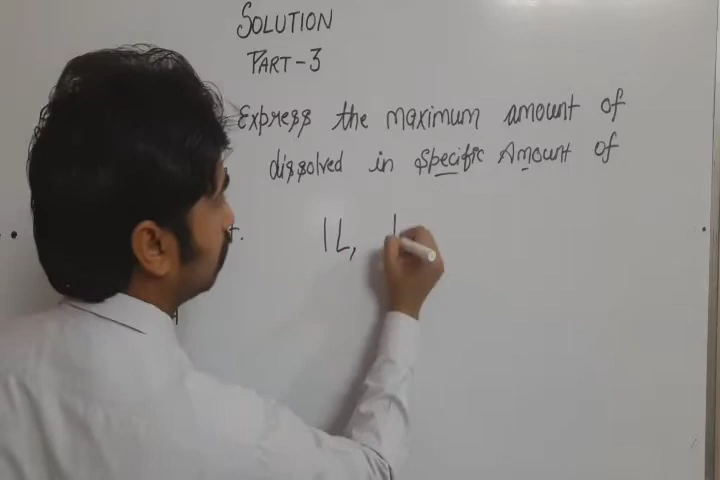 SOLUTION
PART-3
Express the maximum amount of
dissolved in specific Amount of
t. 1L, 1